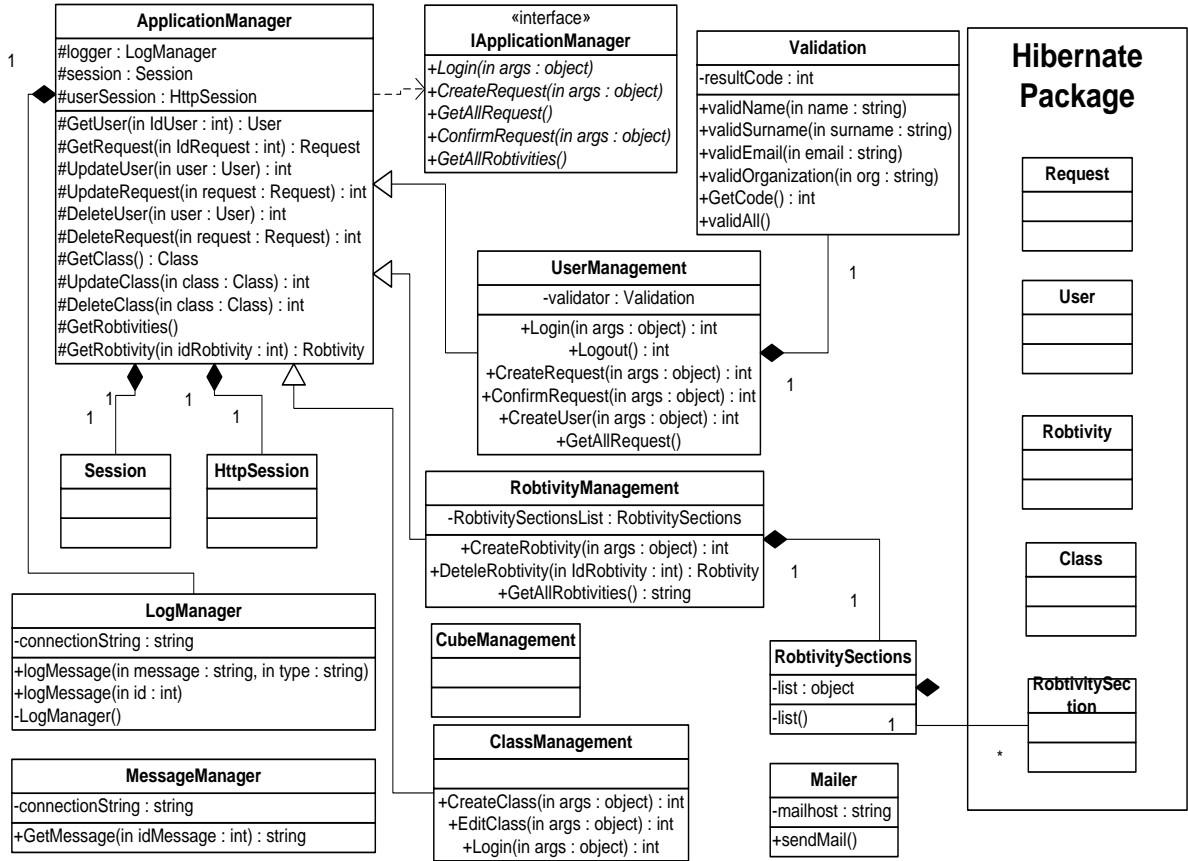 ApplicationManager
#logger : LogManager
#session : Session
#userSession : HttpSession
#GetUser(in IdUser : int) : User
#GetRequest(in IdRequest : int) : Request
#UpdateUser(in user : User) : int
#UpdateRequest(in request : Request) : int
#DeleteUser(in user : User) : int
#DeleteRequest(in request : Request) : int
#GetClass() : Class
#UpdateClass(in class : Class) : int
#DeleteClass(in class : Class) : int
#GetRobtivities()
#GetRobtivity(in idRobtivity : int) : Robtivity
1
«interface»
IApplicationManager
+Login(in args : object)
+CreateRequest(in args : object)
+GetAllRequest()
+ConfirmRequest(in args : object)
+GetAllRobtivities()
Validation
-resultCode : int
+validName(in name : string)
+validSurname(in surname : string)
+validEmail(in email : string)
+validOrganization(in org : string)
+GetCode() : int
+validAll()
1
Hibernate
Package
Request
User
Robtivity
Class
RobtivitySec
tion
UserManagement
-validator : Validation
+Login(in args : object) : int
+Logout() : int
+CreateRequest(in args : object) : int
+ConfirmRequest(in args : object) : int
+CreateUser(in args : object) : int
+GetAllRequest()
1
1
1
1
1
Session
HttpSession
RobtivityManagement
-RobtivitySectionsList : RobtivitySections
+CreateRobtivity(in args : object) : int
+DeteleRobtivity(in IdRobtivity : int) : Robtivity
+GetAllRobtivities() : string
1
1
1
LogManager
-connectionString : string
+logMessage(in message : string, in type : string)
+logMessage(in id : int)
-LogManager()
CubeManagement
RobtivitySections
-list : object
-list()
1
*
MessageManager
-connectionString : string
+GetMessage(in idMessage : int) : string
ClassManagement
+CreateClass(in args : object) : int
+EditClass(in args : object) : int
+Login(in args : object) : int
Mailer
-mailhost : string
+sendMail()